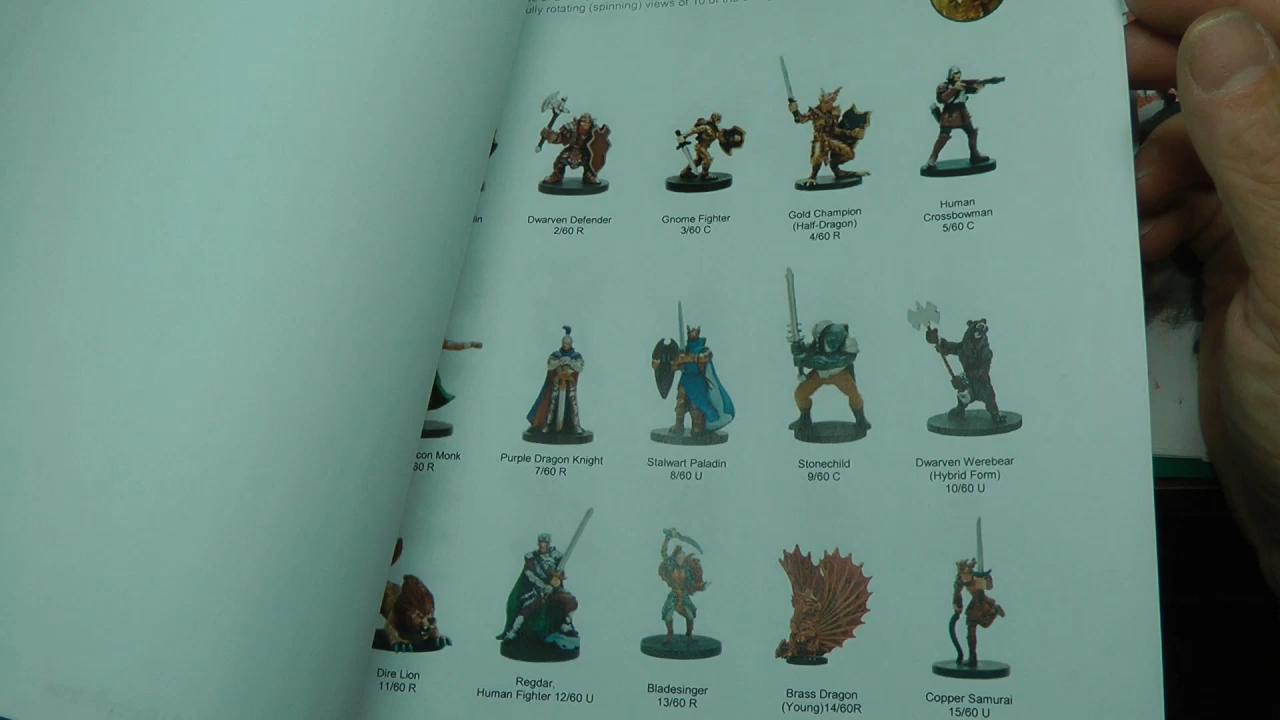 ully rotating (spinning) views of 10 of the
Dwarven Defender
2/60 R
Gnome Fighter
3/60 C
Gold Champion
(Half-Dragon)
4/60 R
Human
Crossbowman
5/60 C
con Monk
60 R
Purple Dragon Knight
7/60 R
Stalwart Paladin
8/60 U
Stonechild
9/60 C
Dwarven Werebear
(Hybrid Form)
10/60 U
Dire Lion
11/60 R
Regdar,
Human Fighter 12/60 U
Bladesinger
13/60 R
Brass Dragon
(Young)14/60R
Copper Samurai
15/60 U